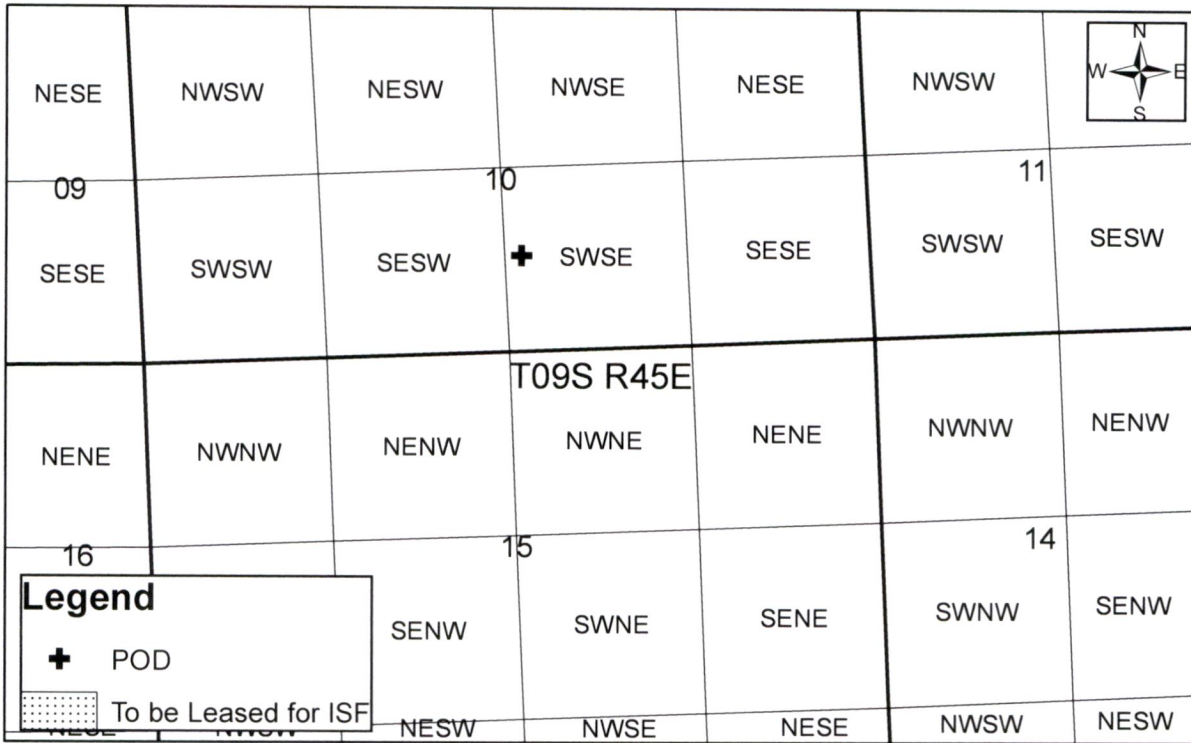 N
NESE NWSW NESW NWSE NESE NWSW W E
S
09 10 11
SESE SWSW SESW SWSE SESE SWSW SESW
T09S R45E
NENE NWNW NENW NWNE NENE NWNW NENW
16 15 14
Legend
SENW SWNE SENE SWNW SENW
POD
To be Leased for ISF
NESE NWSW NESW NWSE NESE NWSW NESW